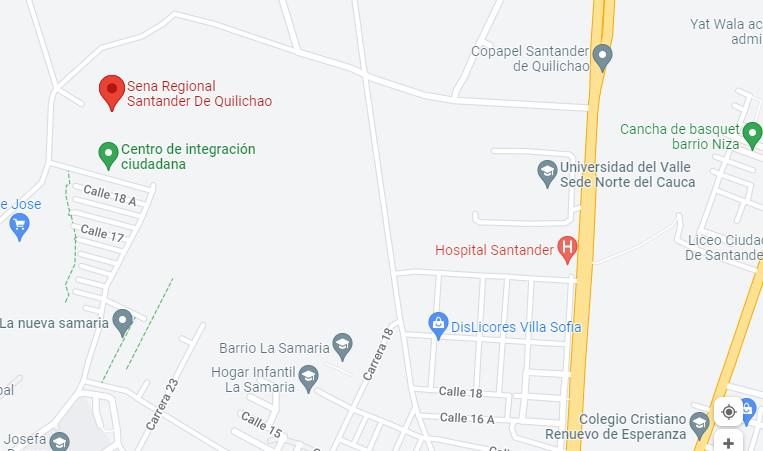 Yat Wala ac
admi
Copapel Santander
de Quilichao
Sena Regional
Santander De Quilichao
Cancha de basquet
barrio Niza
Centro de integración
ciudadana
Universidad del Valle
Sede Norte del Cauca
Calle 18 A
e Jose
Calle 17
Liceo Ciudad
De Santande
Hospital Santander
H
La nueva samaria
DisLicores Villa Sofia
Barrio La Samaria
Carrera 18
Hogar Infantil
La Samaria
Calle 18
pal
Carrera 23
Calle 16 A
Calle 15
Colegio Cristiano
Renuevo de Esperanza
Josefa
Quilichao